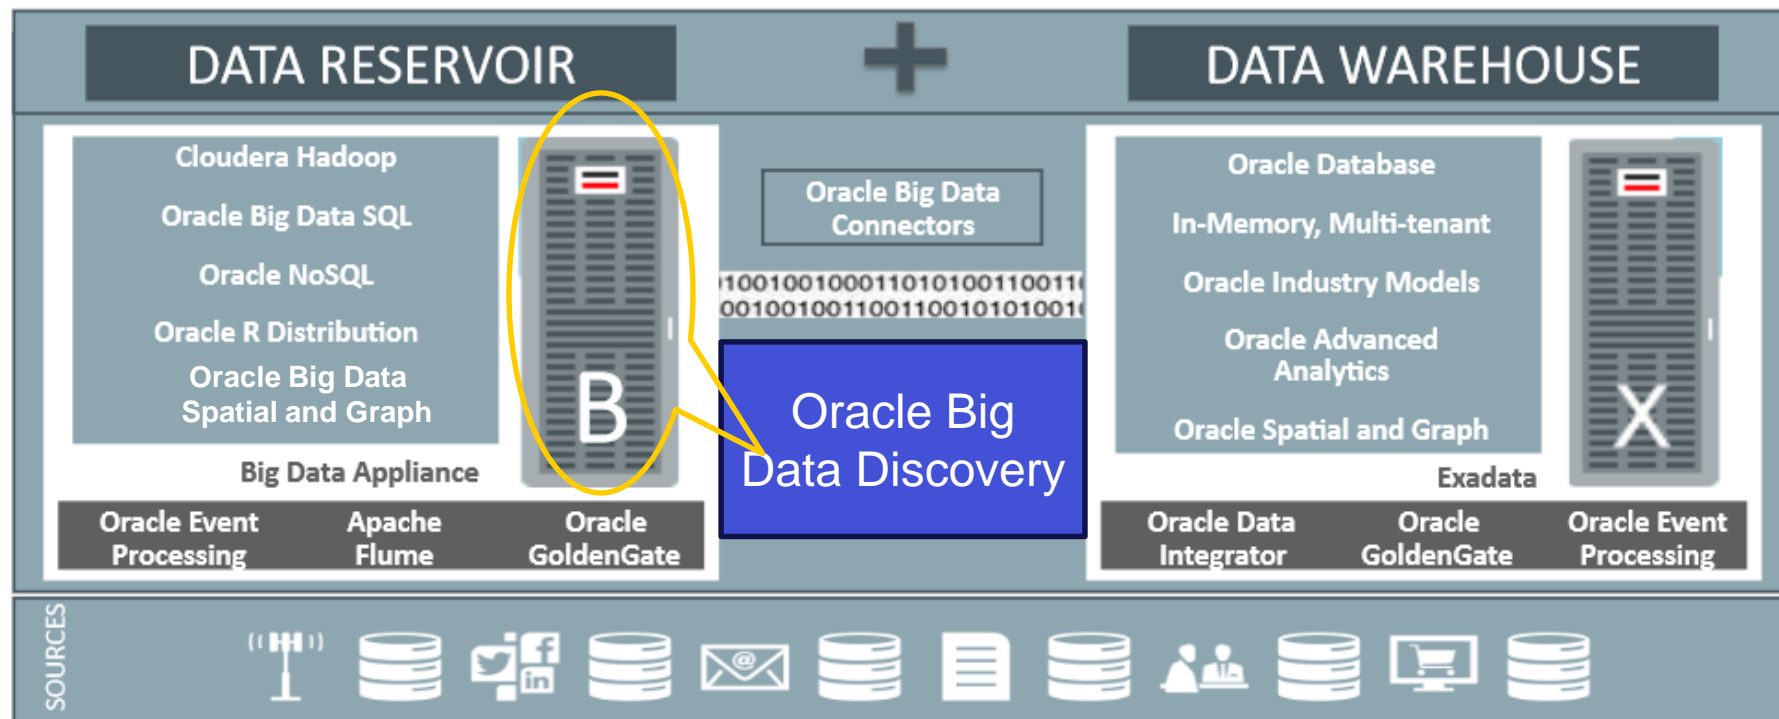 DATA RESERVOIR
DATA WAREHOUSE
Cloudera Hadoop
Oracle Big Data SQL
Oracle NoSQL
Oracle R Distribution
Oracle Big Data
Spatial and Graph
B
Big Data Appliance
Oracle Event
Processing
Apache
Flume
Oracle
GoldenGate
Oracle Big Data
Connectors
Oracle Big
Data Discovery
Oracle Database
In-Memory, Multi-tenant
Oracle Industry Models
Oracle Advanced
Analytics
Oracle Spatial and Graph
X
Exadata
Oracle Data
Integrator
Oracle
GoldenGate
Oracle Event
Processing
SOURCES
f
in
@